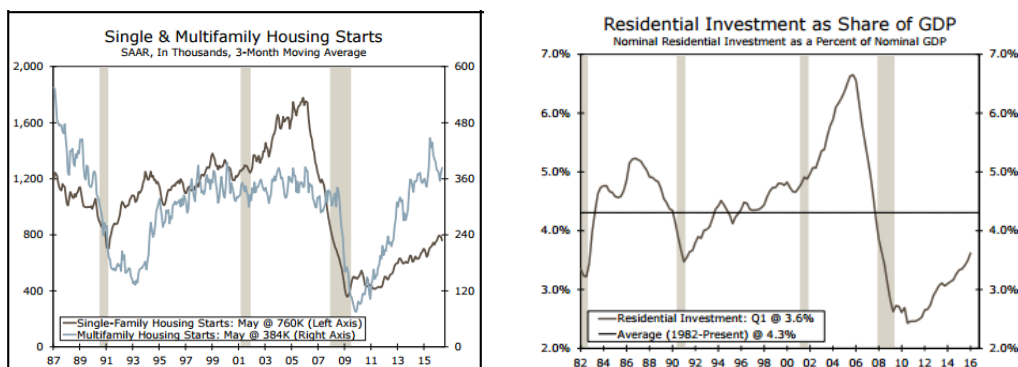 Single & Multifamily Housing Starts
SAAR, In Thousands, 3-Month Moving Average
2,000
1,600
1,200
800
400
0
600
480
360
240
120
0
Single-Family Housing Starts: May @ 760K (Left Axis)
Multifamily Housing Starts: May @ 384K (Right Axis)
87 89 91 93 95 97 99 01 03 05 07 09 11 13 15
Residential Investment as Share of GDP
Nominal Residential Investment as a Percent of Nominal GDP
7.0%
6.0%
5.0%
4.0%
3.0%
2.0%
7.0%
6.0%
5.0%
4.0%
3.0%
2.0%
Residential Investment: Q1 @ 3.6%
Average (1982-Present) @ 4.3%
82 84 86 88 90 92 94 96 98 00 02 04 06 08 10 12 14 16